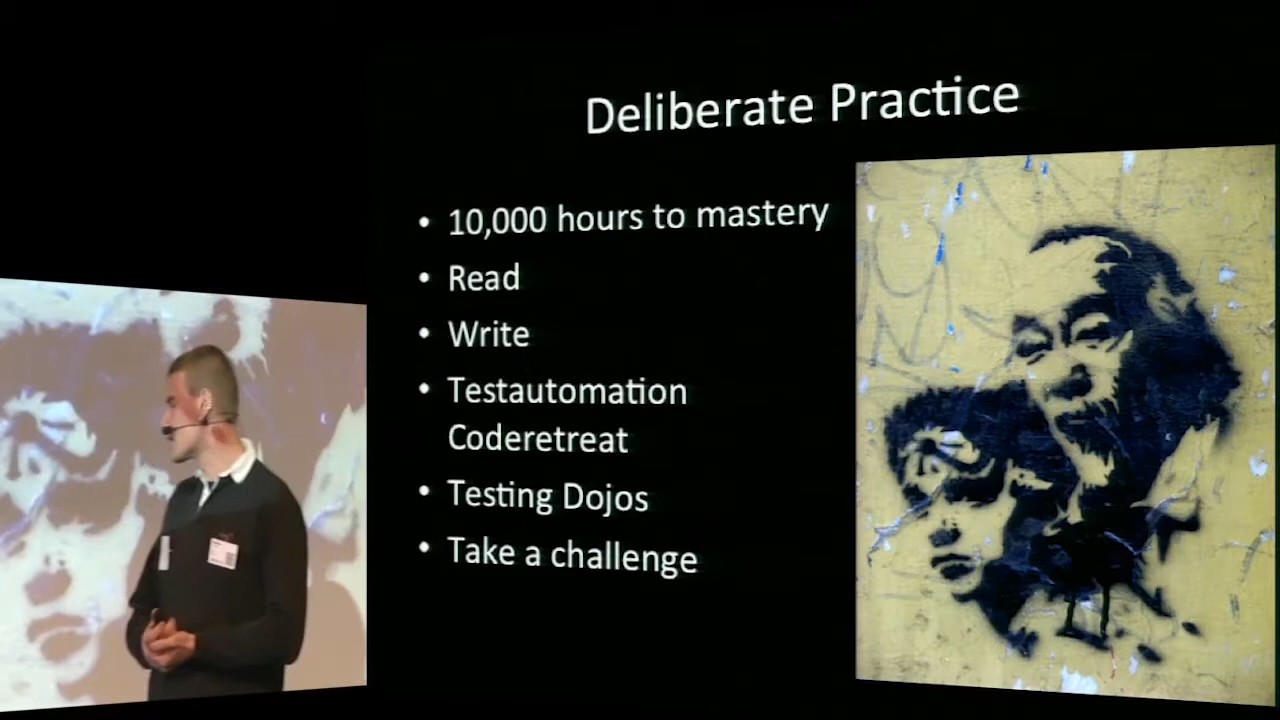 Deliberate Practice
• 10,000 hours to mastery
• Read
• Write
• Testautomation
Coderetreat
• Testing Dojos
• Take a challenge